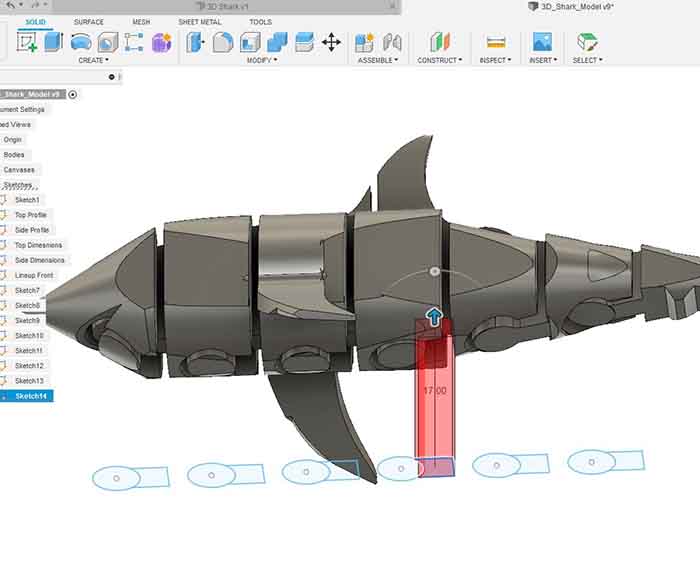 3D Shark v1
3D_Shark_Model v9*
SOLID SURFACE MESH SHEET METAL TOOLS
CREATE MODIFY ASSEMBLE CONSTRUCT INSPECT INSERT SELECT
_Shark_Model v9
ument Settings
ed Views
Origin
Bodies
Canvases
Sketches
Sketch1
Top Profile
Side Profile
Top Dimesnions
Side Dimensions
Lineup Front
Sketch7
Sketch8
Sketch9
Sketch10
Sketch11
Sketch12
Sketch13
Sketch14
17.00